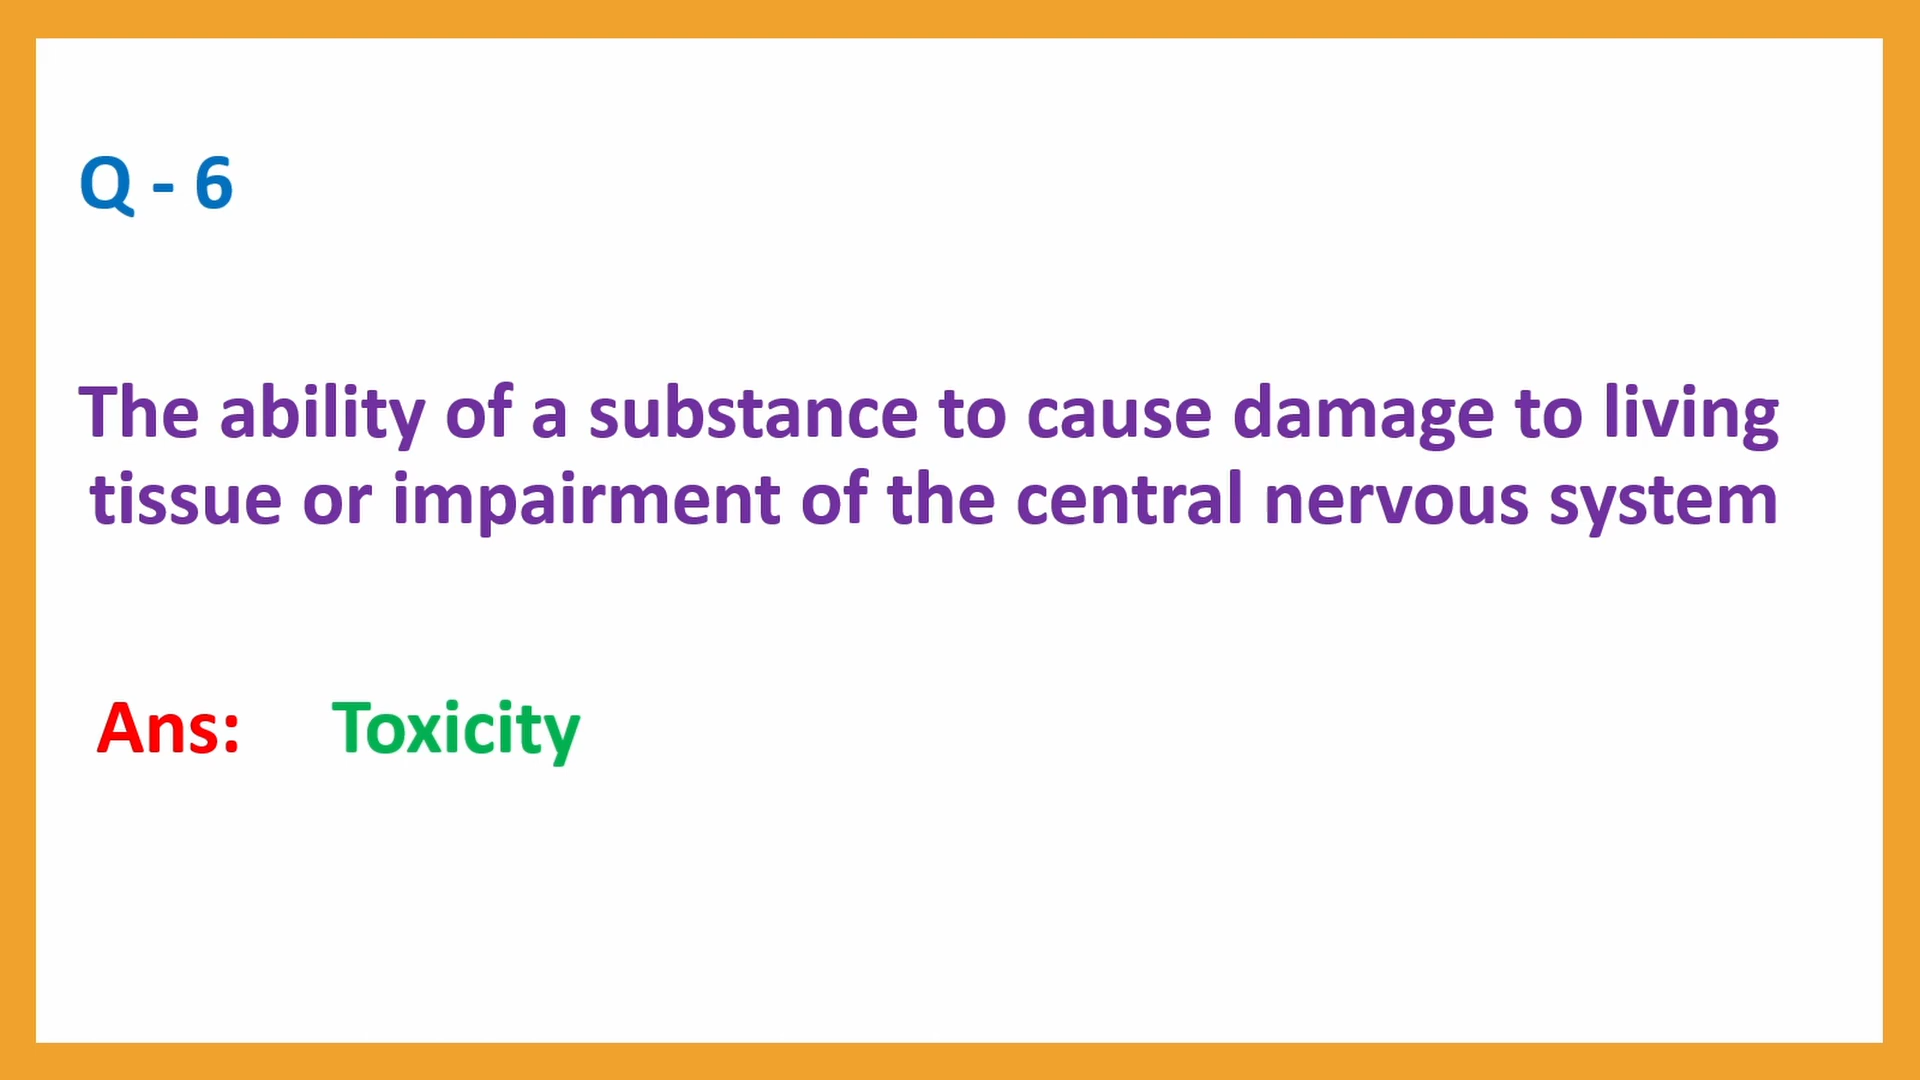 Q - 6
The ability of a substance to cause damage to living
tissue or impairment of the central nervous system
Ans: Toxicity